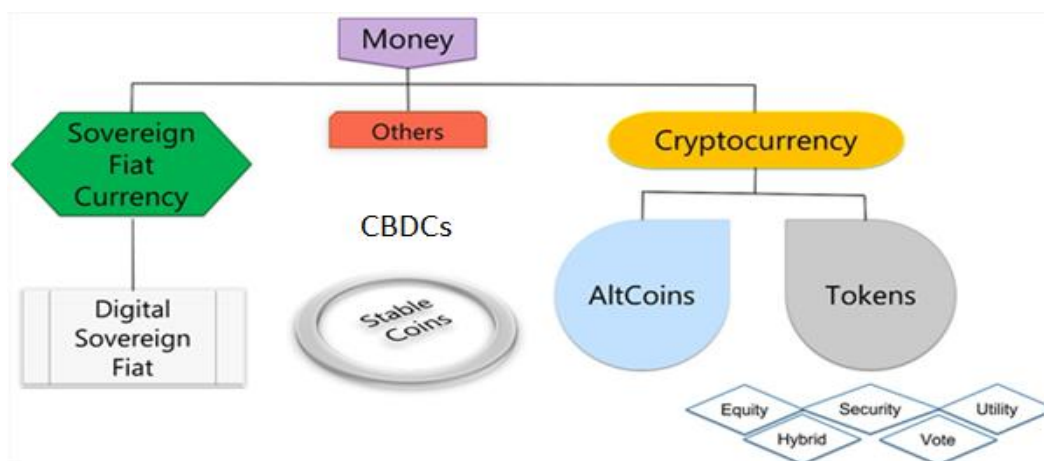 Money
Sovereign
Fiat
Currency
Others
Cryptocurrency
CBDCs
Digital
Sovereign
Fiat
Stable
Coins
AltCoins
Tokens
Equity
Security
Utility
Hybrid
Vote